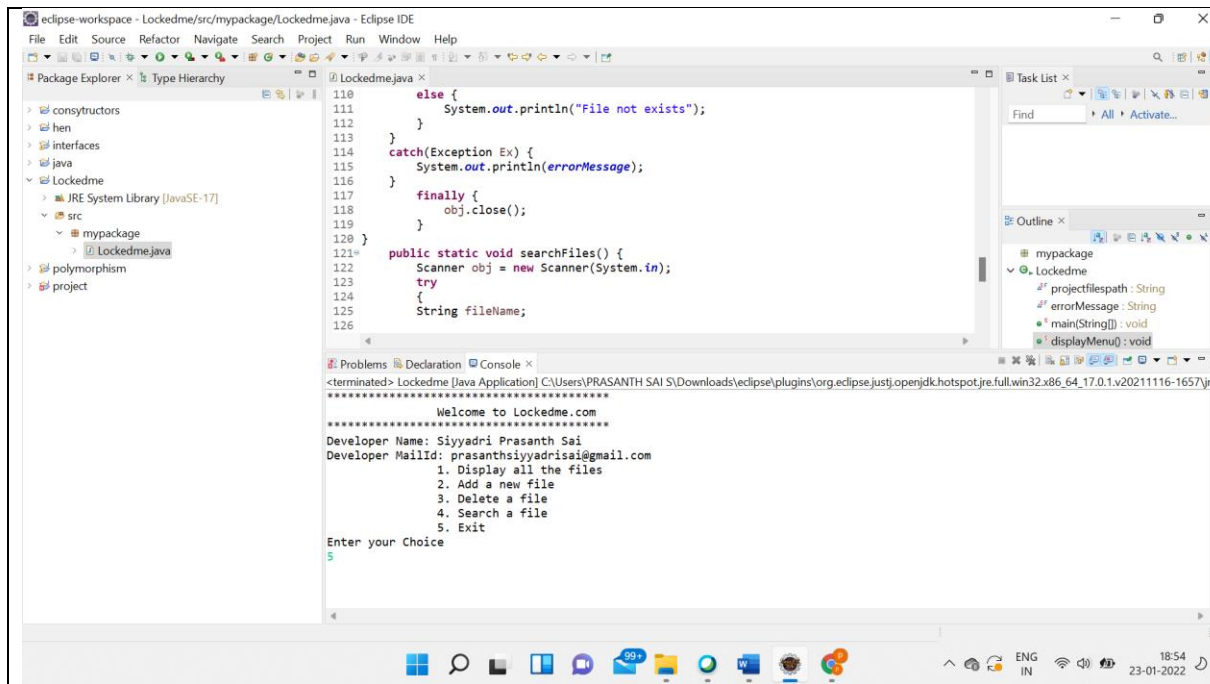 eclipse-workspace - Lockedme/src/mypackage/Lockedme.java - Eclipse IDE
File Edit Source Refactor Navigate Search Project Run Window Help
Package Explorer × Type Hierarchy
consytructors
hen
interfaces
java
Lockedme
JRE System Library [JavaSE-17]
src
mypackage
Lockedme.java
polymorphism
project
Lockedme.java ×
110 else {
111 System.out.println("File not exists");
112 }
113 }
114 catch(Exception Ex) {
115 System.out.println(errorMessage);
116 }
117 finally {
118 obj.close();
119 }
120 }
121 public static void searchFiles() {
122 Scanner obj = new Scanner(System.in);
123 try
124 {
125 String fileName;
126
Task List ×
Find All Activate...
Outline ×
mypackage
Lockedme
projectfilespath : String
errorMessage : String
main(String[]) : void
displayMenu() : void
Problems Declaration Console ×
<terminated> Lockedme [Java Application] C:\Users\PRASANTH SAI S\Downloads\eclipse\plugins\org.eclipse.justj.openjdk.hotspot.jre.full.win32.x86_64_17.0.1.v20211116-1657\jr
*****************************************
Welcome to Lockedme.com
*****************************************
Developer Name: Siyyadri Prasanth Sai
Developer MailId: prasanthsiyyadrisai@gmail.com
1. Display all the files
2. Add a new file
3. Delete a file
4. Search a file
5. Exit
Enter your Choice
5
99+
ENG
IN
18:54
23-01-2022